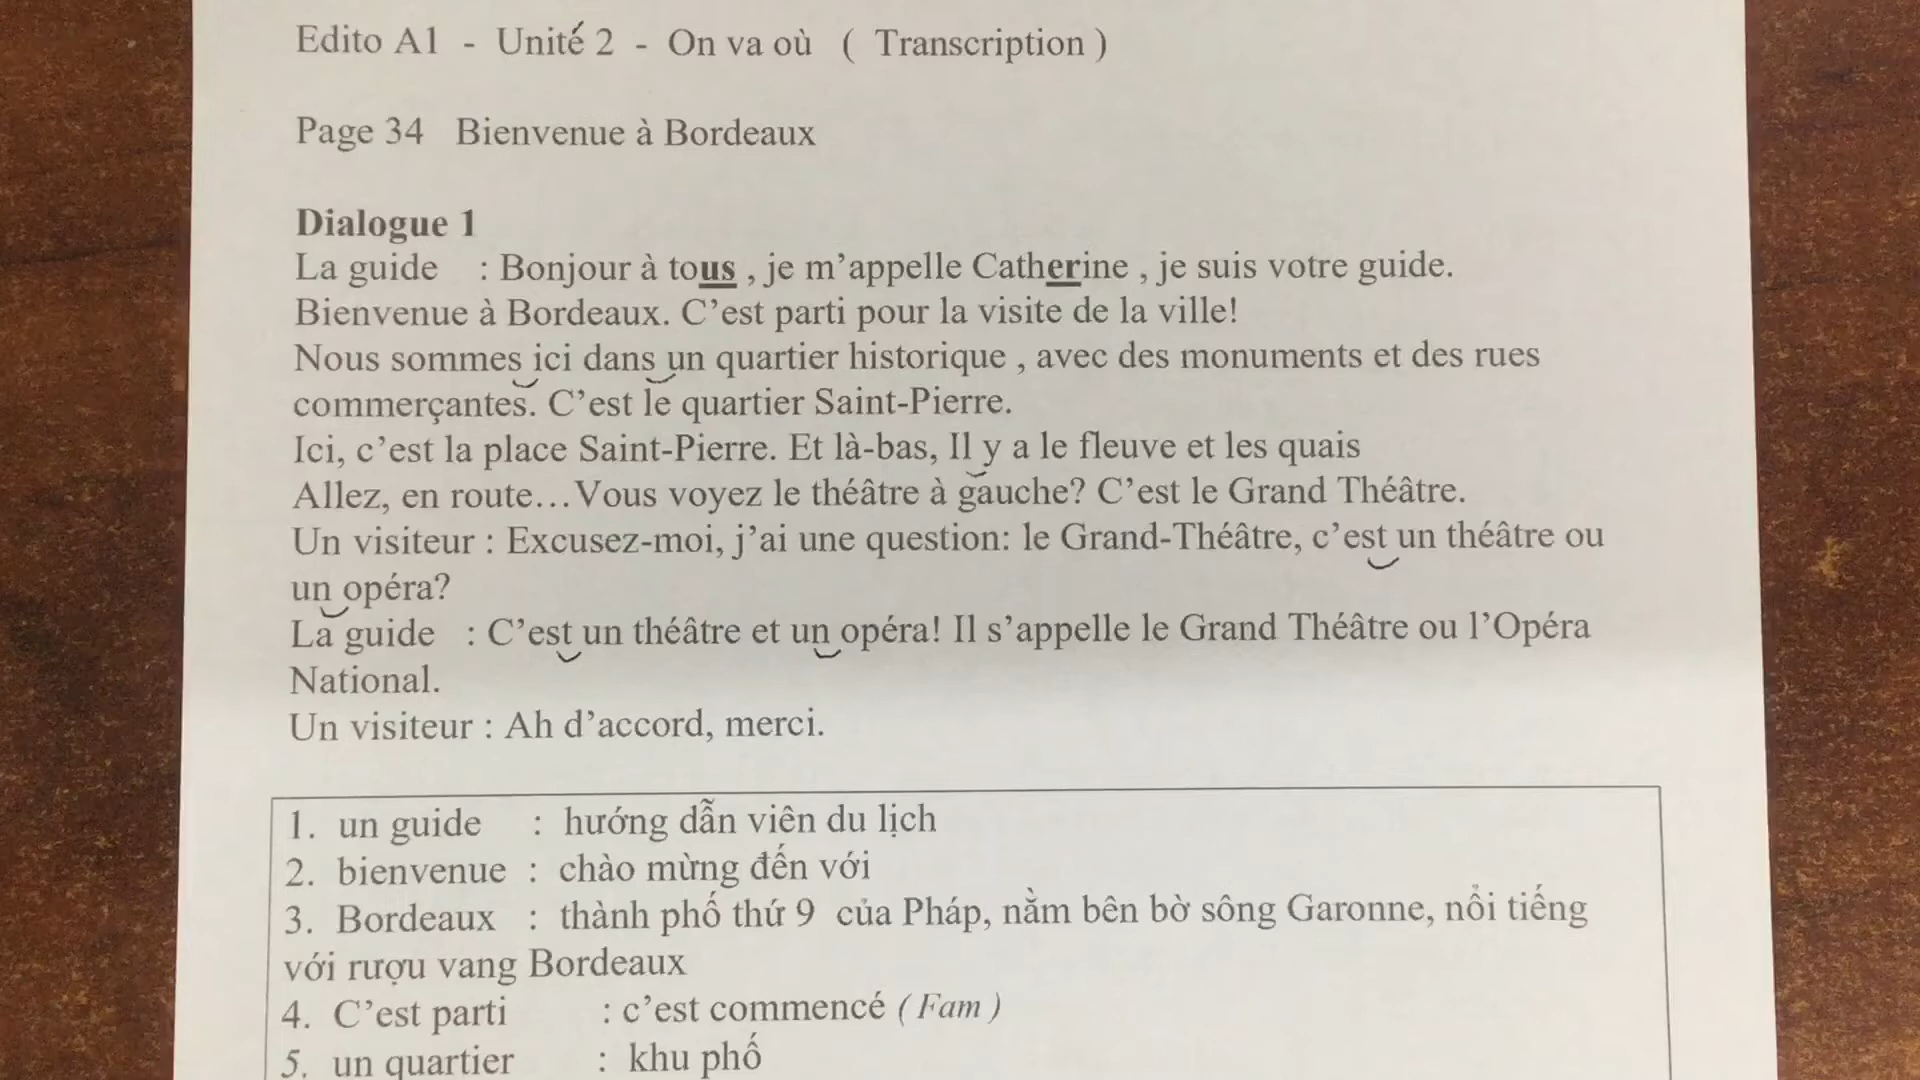 Edito A1 - Unité 2 - On va où ( Transcription )
Page 34 Bienvenue à Bordeaux
Dialogue 1
La guide : Bonjour à tous , je m'appelle Catherine , je suis votre guide.
Bienvenue à Bordeaux. C'est parti pour la visite de la ville!
Nous sommes ici dans un quartier historique , avec des monuments et des rues
commerçantes. C'est le quartier Saint-Pierre.
Ici, c'est la place Saint-Pierre. Et là-bas, Il y a le fleuve et les quais
Allez, en route…Vous voyez le théâtre à gauche? C'est le Grand Théâtre.
Un visiteur : Excusez-moi, j'ai une question: le Grand-Théâtre, c'est un théâtre ou
un opéra?
La guide : C'est un théâtre et un opéra! Il s'appelle le Grand Théâtre ou l'Opéra
National.
Un visiteur : Ah d'accord, merci.
1. un guide : hướng dẫn viên du lịch
2. bienvenue : chào mừng đến với
3. Bordeaux : thành phố thứ 9 của Pháp, nằm bên bờ sông Garonne, nổi tiếng
với rượu vang Bordeaux
4. C'est parti : c'est commencé ( Fam )
5. un quartier : khu phố